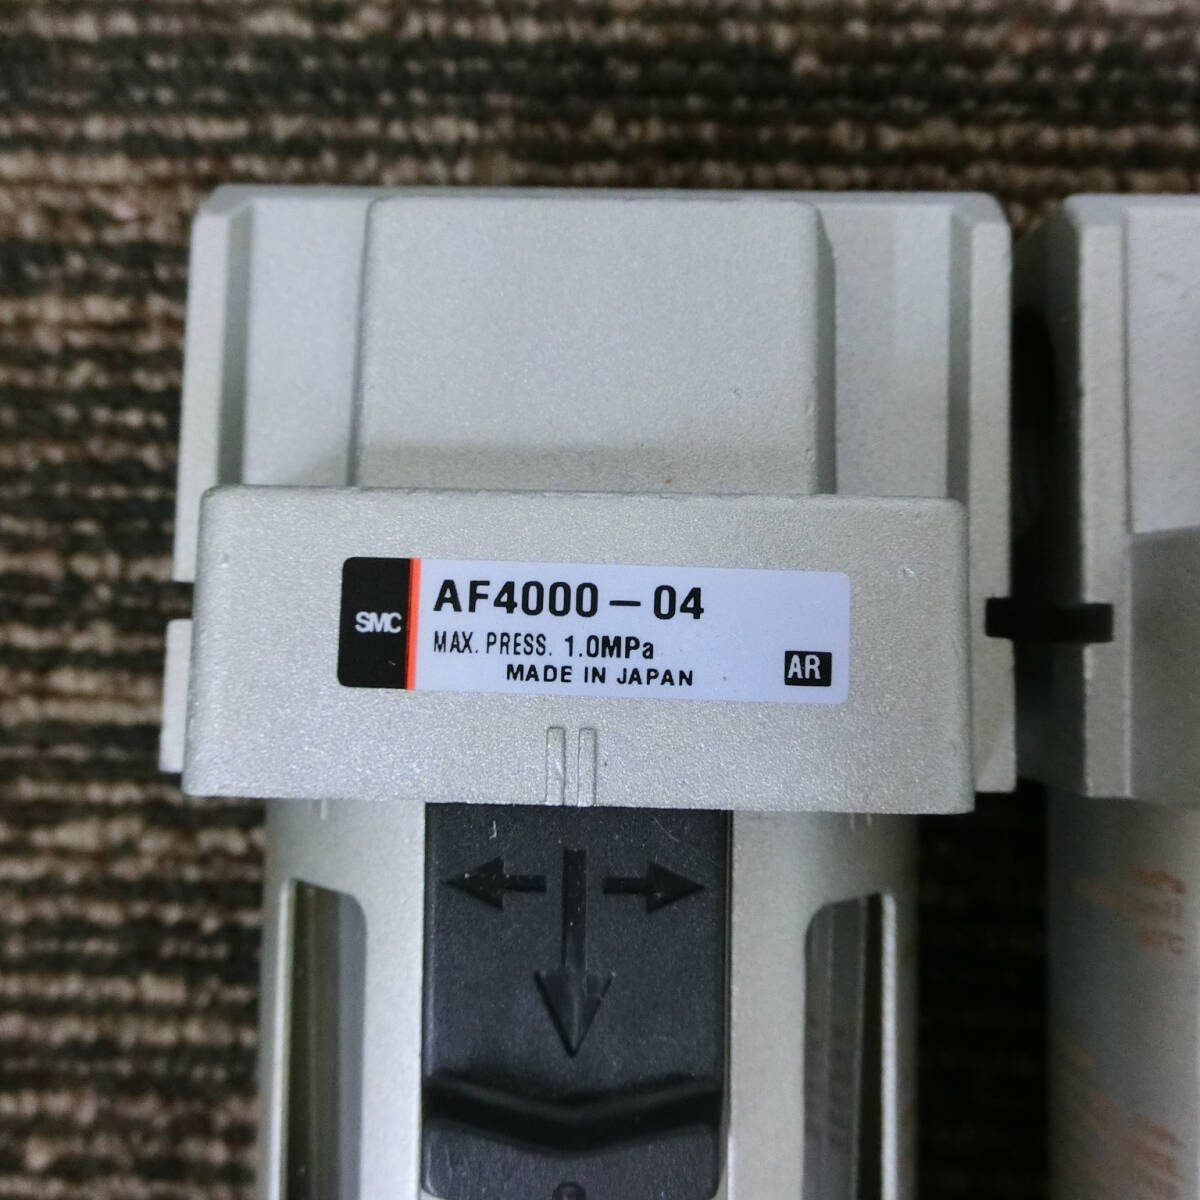 SMC
AF4000-04
MAX. PRESS. 1.0MPa
MADE IN JAPAN
AR